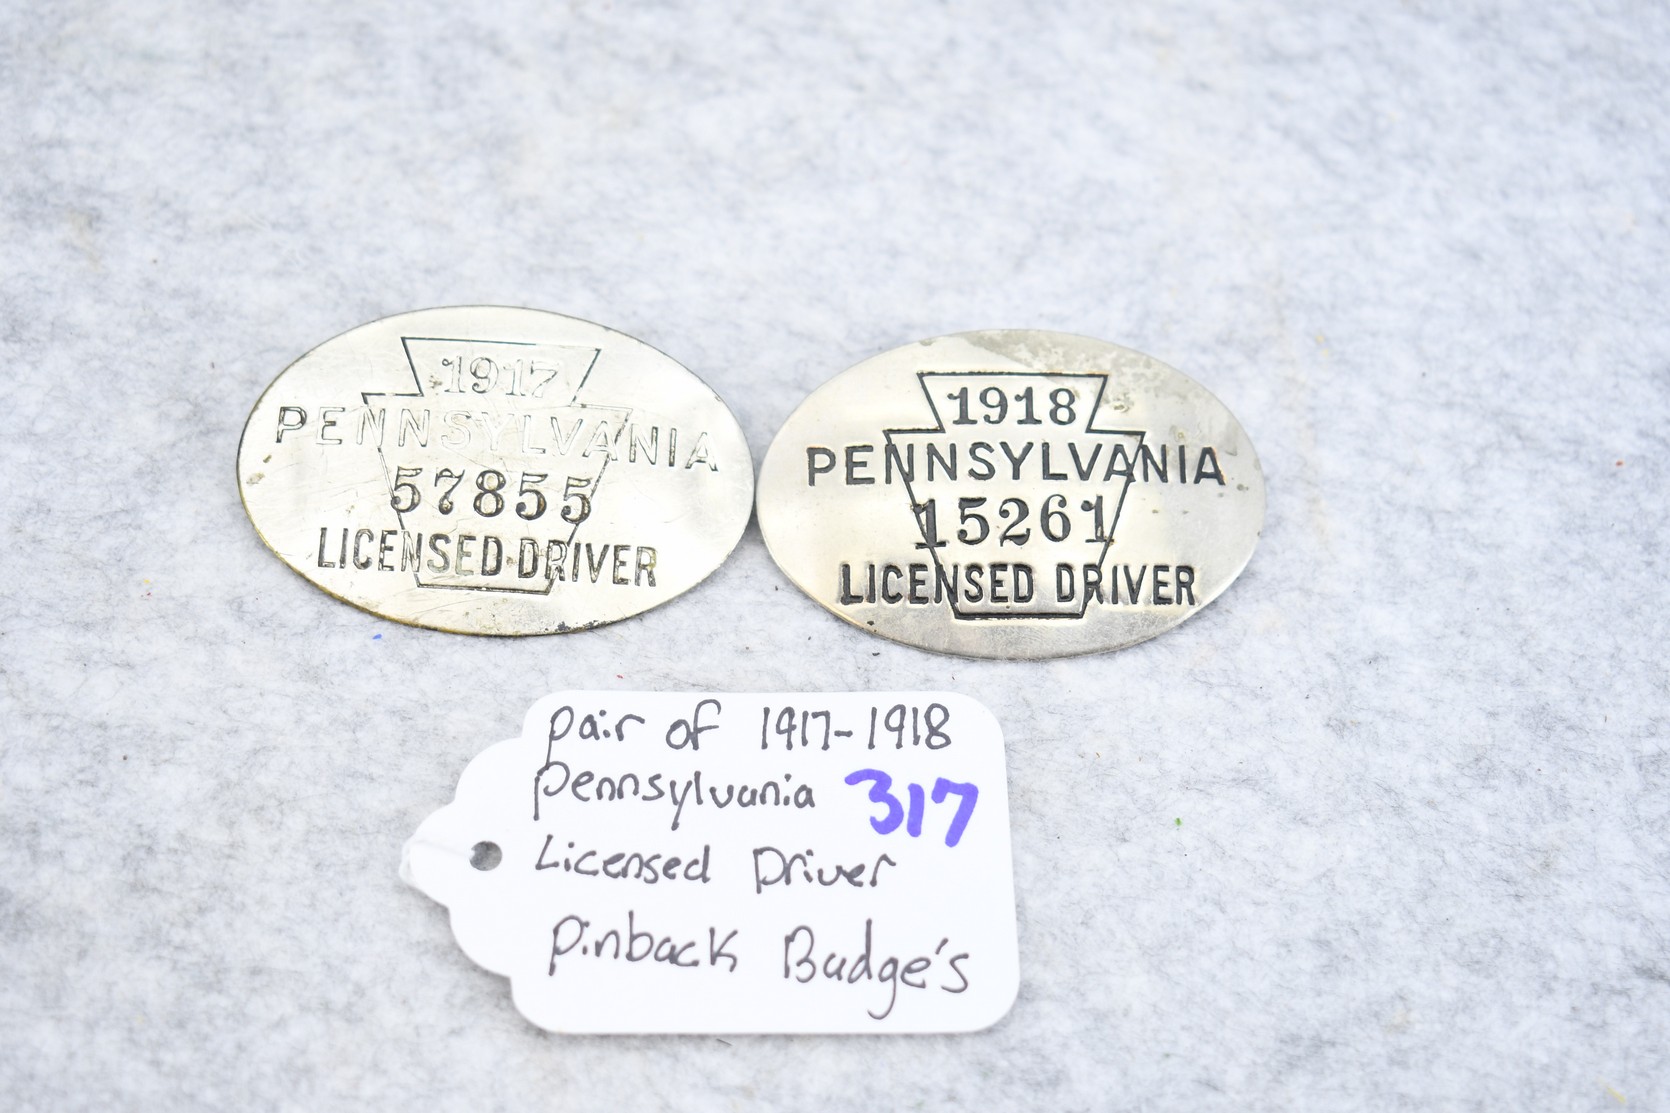 1917
PENNSYLVANIA
57855
LICENSED DRIVER
1918
PENNSYLVANIA
15261
LICENSED DRIVER
pair of 1917-1918
Pennsylvania 317
Licensed Driver
Pinback Badge's